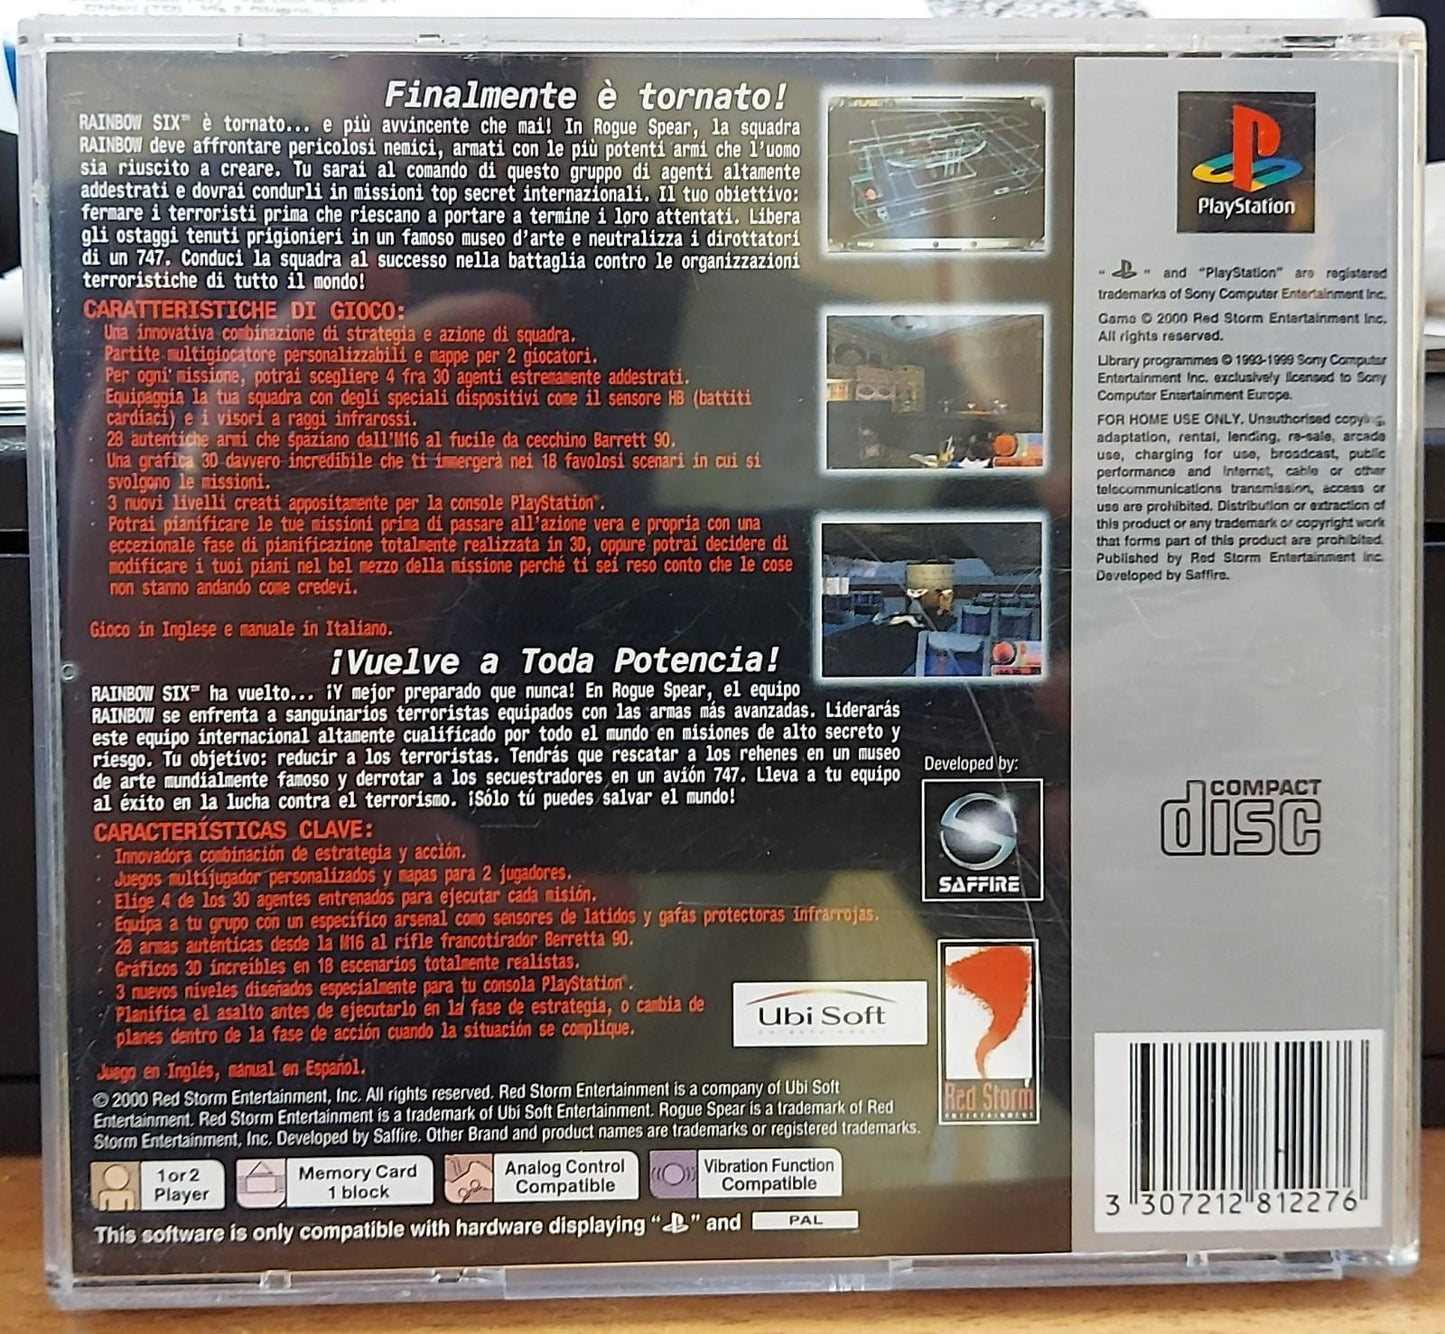 Finalmente è tornato!
RAINBOW SIX™ è tornato... e più avvincente che mai! In Rogue Spear, la squadra
RAINBOW deve affrontare pericolosi nemici, armati con le più potenti armi che l'uomo
sia riuscito a creare. Tu sarai al comando di questo gruppo di agenti altamente
addestrati e dovrai condurli in missioni top secret internazionali. Il tuo obiettivo:
fermare i terroristi prima che riescano a portare a termine i loro attentati. Libera
gli ostaggi tenuti prigionieri in un famoso museo d'arte e neutralizza i dirottatori
di un 747. Conduci la squadra al successo nella battaglia contro le organizzazioni
terroristiche di tutto il mondo!
CARATTERISTICHE DI GIOCO:
· Una innovativa combinazione di strategia e azione di squadra.
· Partite multigiocatore personalizzabili e mappe per 2 giocatori.
· Per ogni missione, potrai scegliere 4 fra 30 agenti estremamente addestrati.
· Equipaggia la tua squadra con degli speciali dispositivi come il sensore HB (battiti
cardiaci) e i visori a raggi infrarossi.
· 28 autentiche armi che spaziano dall'M16 al fucile da cecchino Barrett 90.
· Una grafica 3D davvero incredibile che ti immergerà nei 18 favolosi scenari in cui si
svolgono le missioni.
· 3 nuovi livelli creati appositamente per la console PlayStation®.
· Potrai pianificare le tue missioni prima di passare all'azione vera e propria con una
eccezionale fase di pianificazione totalmente realizzata in 3D, oppure potrai decidere di
modificare i tuoi piani nel bel mezzo della missione perché ti sei reso conto che le cose
non stanno andando come credevi.
Gioco in Inglese e manuale in Italiano.
¡Vuelve a Toda Potencia!
RAINBOW SIX™ ha vuelto... ¡Y mejor preparado que nunca! En Rogue Spear, el equipo
RAINBOW se enfrenta a sanguinarios terroristas equipados con las armas más avanzadas. Liderarás
este equipo internacional altamente cualificado por todo el mundo en misiones de alto secreto y
riesgo. Tu objetivo: reducir a los terroristas. Tendrás que rescatar a los rehenes en un museo
de arte mundialmente famoso y derrotar a los secuestradores en un avión 747. Lleva a tu equipo
al éxito en la lucha contra el terrorismo. ¡Sólo tú puedes salvar el mundo!
CARACTERÍSTICAS CLAVE:
· Innovadora combinación de estrategia y acción.
· Juegos multijugador personalizados y mapas para 2 jugadores.
· Elige 4 de los 30 agentes entrenados para ejecutar cada misión.
· Equipa a tu grupo con un específico arsenal como sensores de latidos y gafas protectoras infrarrojas.
· 28 armas auténticas desde la M16 al rifle francotirador Berretta 90.
· Gráficos 3D increíbles en 18 escenarios totalmente realistas.
· 3 nuevos niveles diseñados especialmente para tu consola PlayStation®.
· Planifica el asalto antes de ejecutarlo en la fase de estrategia, o cambia de
planes dentro de la fase de acción cuando la situación se complique.
Juego en Inglés, manual en Español.
© 2000 Red Storm Entertainment, Inc. All rights reserved. Red Storm Entertainment is a company of Ubi Soft
Entertainment. Red Storm Entertainment is a trademark of Ubi Soft Entertainment. Rogue Spear is a trademark of Red
Storm Entertainment, Inc. Developed by Saffire. Other Brand and product names are trademarks or registered trademarks.
1 or 2
Player
Memory Card
1 block
Analog Control
Compatible
Vibration Function
Compatible
This software is only compatible with hardware displaying " " and PAL
Developed by:
SAFFIRE
Ubi Soft
Red Storm
ENTERTAINMENT
PlayStation
" " and "PlayStation" are registered
trademarks of Sony Computer Entertainment Inc.
Game © 2000 Red Storm Entertainment Inc.
All rights reserved.
Library programmes © 1993-1999 Sony Computer
Entertainment Inc. exclusively licensed to Sony
Computer Entertainment Europe.
FOR HOME USE ONLY. Unauthorised copying,
adaptation, rental, lending, re-sale, arcade
use, charging for use, broadcast, public
performance and internet, cable or other
telecommunications transmission, access or
use are prohibited. Distribution or extraction of
this product or any trademark or copyright work
that forms part of this product are prohibited.
Published by Red Storm Entertainment Inc.
Developed by Saffire.
COMPACT
disc
3 307212 812276